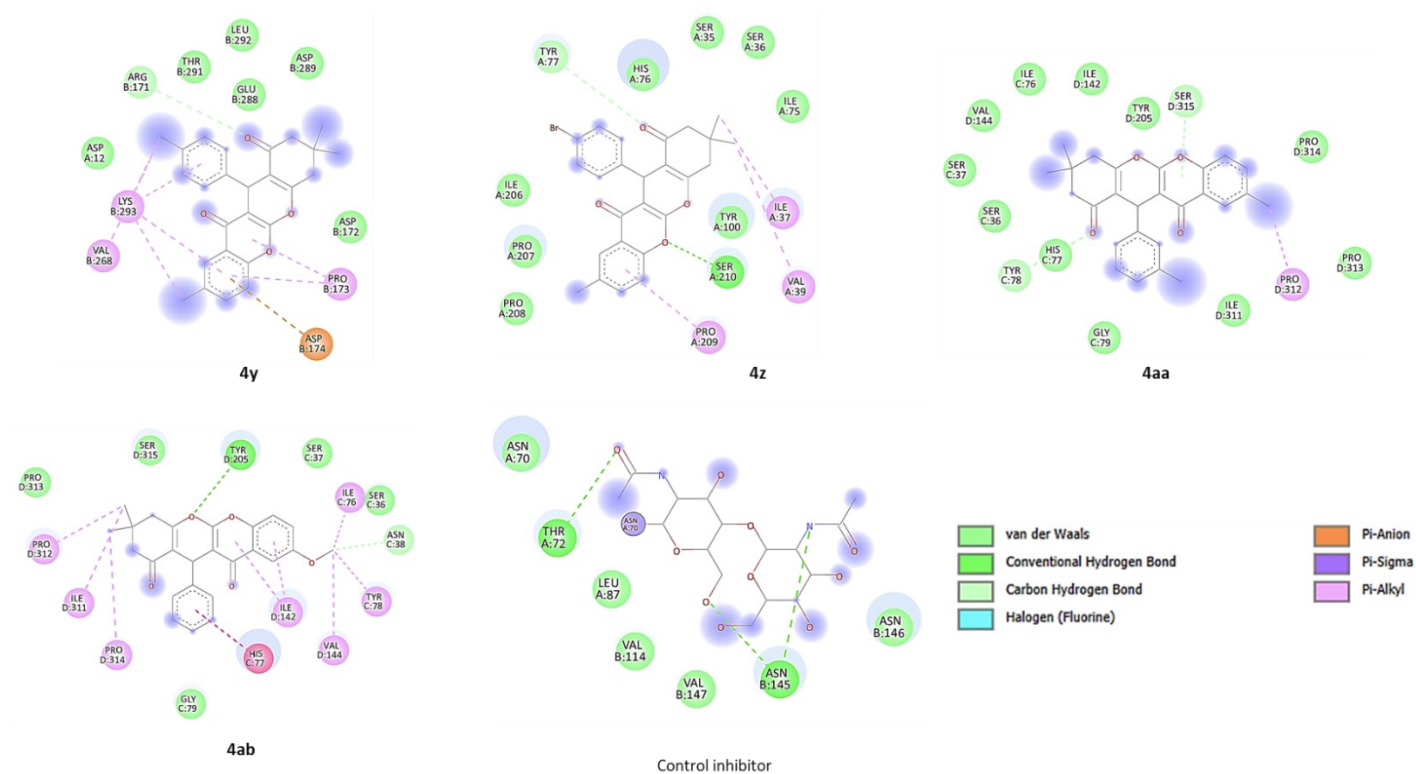 LEU
B:292
THR
B:291
ASP
B:289
ARG
B:171
GLU
B:288
ASP
A:12
O
LYS
B:293
O
O
O
ASP
B:172
VAL
B:268
PRO
B:173
ASP
B:174
4y
SER
A:35
SER
A:36
TYR
A:77
HIS
A:76
ILE
A:75
Br
O
ILE
A:206
O
O
O
TYR
A:100
ILE
A:37
PRO
A:207
SER
A:210
VAL
A:39
PRO
A:208
PRO
A:209
4z
ILE
C:76
ILE
D:142
TYR
D:205
SER
D:315
VAL
D:144
PRO
D:314
SER
C:37
O
O
SER
C:36
O
O
HIS
C:77
TYR
C:78
PRO
D:313
PRO
D:312
ILE
D:311
GLY
C:79
4aa
SER
D:315
TYR
D:205
SER
C:37
PRO
D:313
ILE
C:76
SER
C:36
ASN
C:38
O
O
PRO
D:312
O
O
O
ILE
D:311
ILE
D:142
TYR
C:78
PRO
D:314
HIS
C:77
VAL
D:144
GLY
C:79
4ab
ASN
A:70
O
N
O
ASN
A:70
THR
A:72
O
O
N
O
O
O
O
O
O
O
LEU
A:87
ASN
B:146
VAL
B:114
VAL
B:147
ASN
B:145
Control inhibitor
van der Waals
Conventional Hydrogen Bond
Carbon Hydrogen Bond
Halogen (Fluorine)
Pi-Anion
Pi-Sigma
Pi-Alkyl